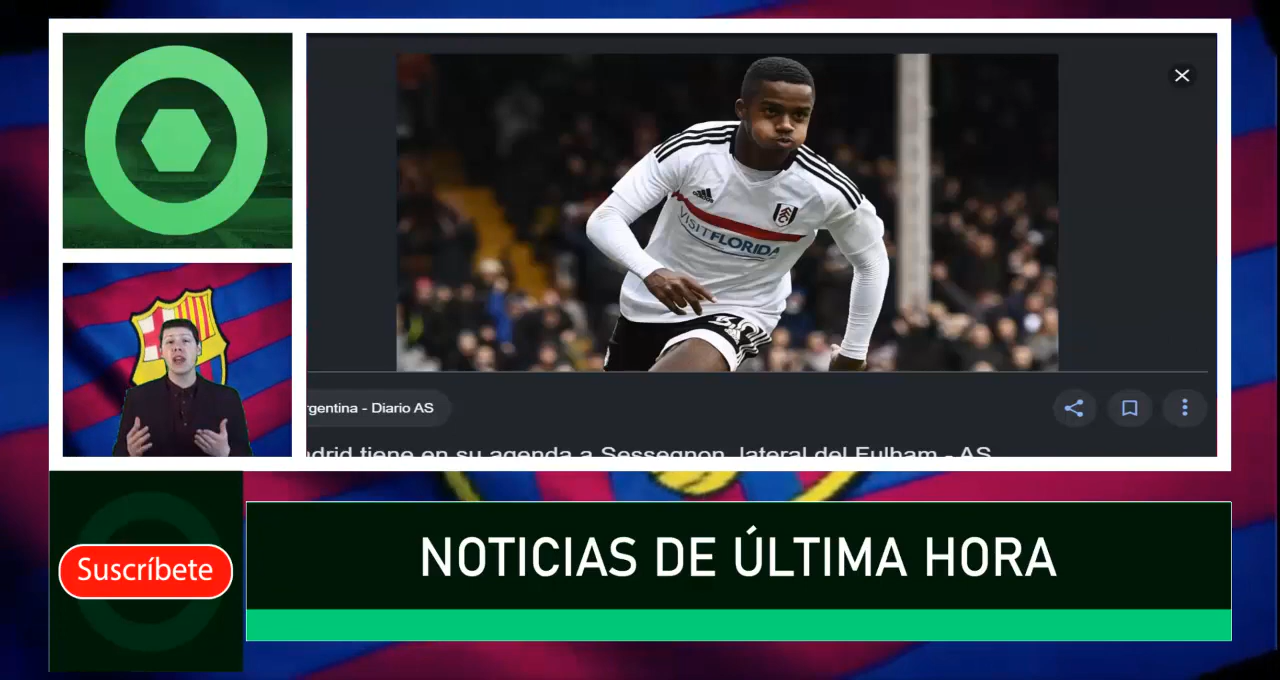 VISIT FLORIDA
30
rgentina - Diario AS
drid tiene en su agenda a Sessegnon, lateral del Fulham - AS
Suscríbete
NOTICIAS DE ÚLTIMA HORA